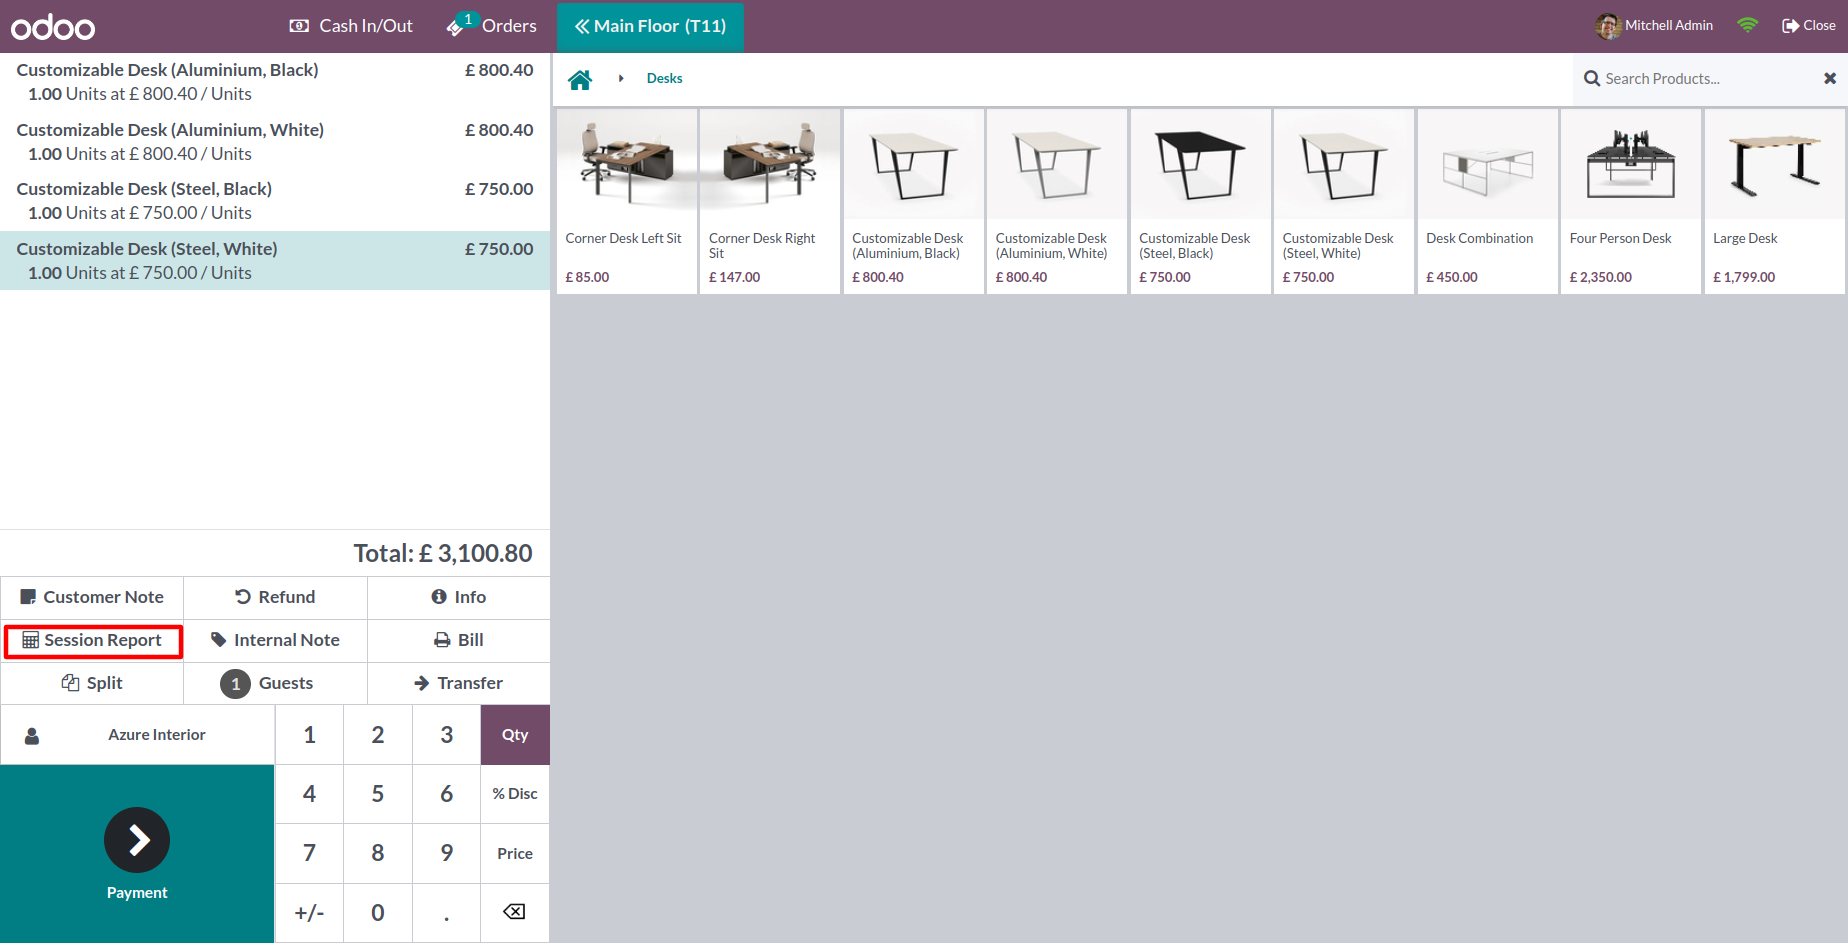 odoo
Cash In/Out
1
Orders
Main Floor (T11)
Mitchell Admin
Close
Customizable Desk (Aluminium, Black) £ 800.40
1.00 Units at £ 800.40 / Units
Customizable Desk (Aluminium, White) £ 800.40
1.00 Units at £ 800.40 / Units
Customizable Desk (Steel, Black) £ 750.00
1.00 Units at £ 750.00 / Units
Customizable Desk (Steel, White) £ 750.00
1.00 Units at £ 750.00 / Units
Total: £ 3,100.80
Customer Note
Refund
Info
Session Report
Internal Note
Bill
Split
1 Guests
Transfer
Azure Interior
Payment
1 2 3 Qty
4 5 6 % Disc
7 8 9 Price
+/- 0 .
Desks
Search Products...
Corner Desk Left Sit
£ 85.00
Corner Desk Right
Sit
£ 147.00
Customizable Desk
(Aluminium, Black)
£ 800.40
Customizable Desk
(Aluminium, White)
£ 800.40
Customizable Desk
(Steel, Black)
£ 750.00
Customizable Desk
(Steel, White)
£ 750.00
Desk Combination
£ 450.00
Four Person Desk
£ 2,350.00
Large Desk
£ 1,799.00